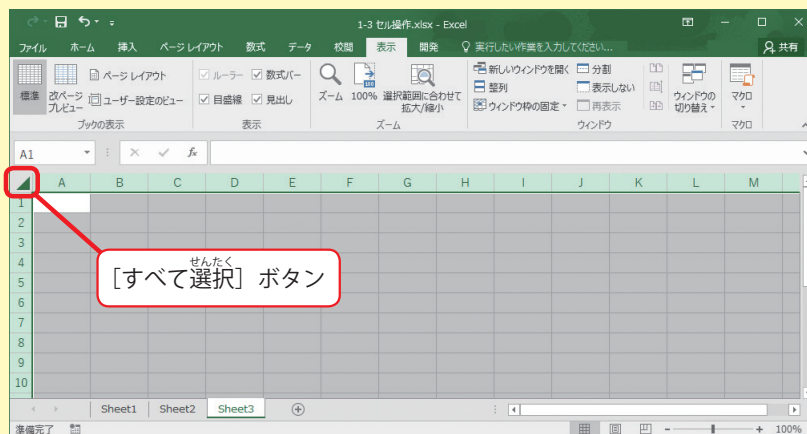 1-3 セル操作.xlsx - Excel
ファイル ホーム 挿入 ページレイアウト 数式 データ 校閲 表示 開発 実行したい作業を入力してください... 共有
標準
改ページ
プレビュー
ページ レイアウト
ユーザー設定のビュー
ブックの表示
ルーラー 数式バー
目盛線 見出し
表示
ズーム
100%
選択範囲に合わせて
拡大/縮小
ズーム
新しいウィンドウを開く
整列
ウィンドウ枠の固定
分割
表示しない
再表示
ウィンドウの
切り替え
ウィンドウ
マクロ
マクロ
A1
fx
A B C D E F G H I J K L M
1
2
3
4
5
6
7
8
9
10
せんたく
［すべて選択］ボタン
Sheet1 Sheet2 Sheet3
準備完了
100%